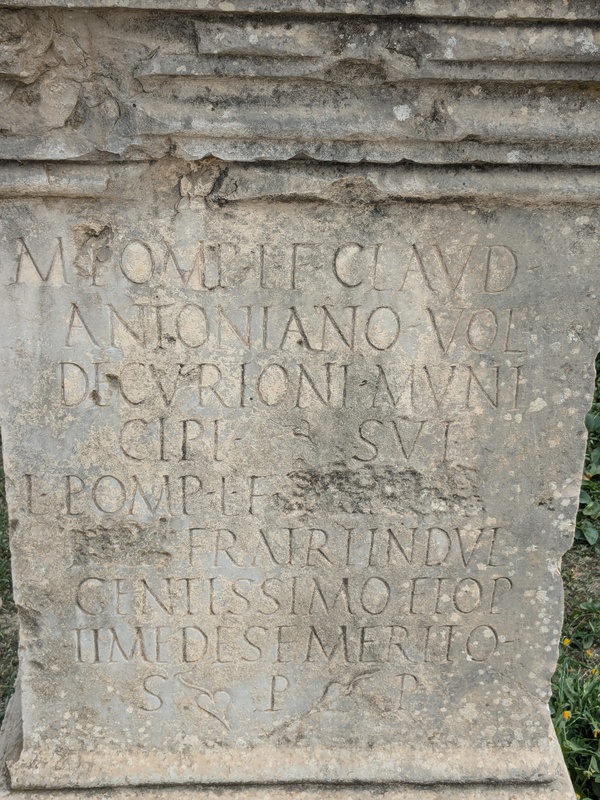 M·POMP·L·F·CLAVD
ANTONIANO·VOL
DECVRIONI·MVNI
CIPI SVI
L·POMP·L·F
FRATRI INDVL
GENTISSIMO ET OP
TIME DE SE MERITO
S P P